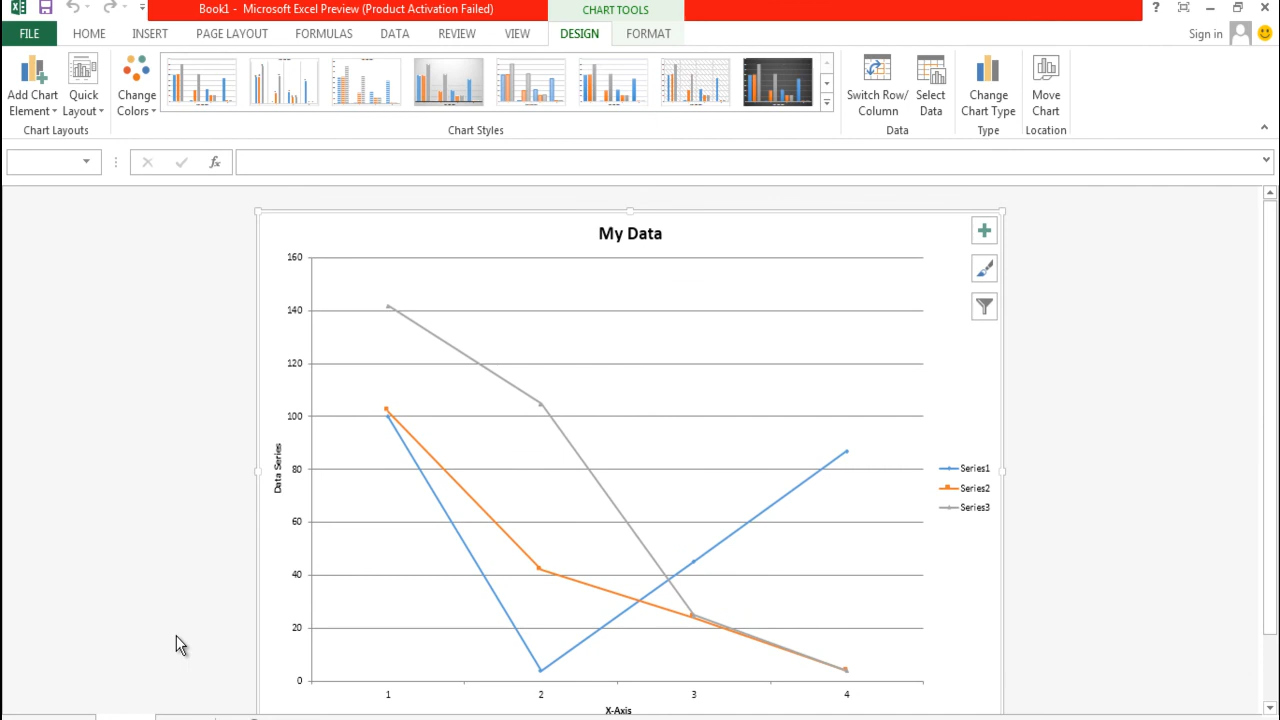 Book1 - Microsoft Excel Preview (Product Activation Failed)
CHART TOOLS
?
FILE HOME INSERT PAGE LAYOUT FORMULAS DATA REVIEW VIEW DESIGN FORMAT Sign in
Add Chart Element
Quick Layout
Change Colors
Switch Row/ Column
Select Data
Change Chart Type
Move Chart
Chart Layouts
Chart Styles
Data
Type
Location
fx
My Data
160
140
120
100
80
60
40
20
0
Data Series
1 2 3 4
X-Axis
Series1
Series2
Series3